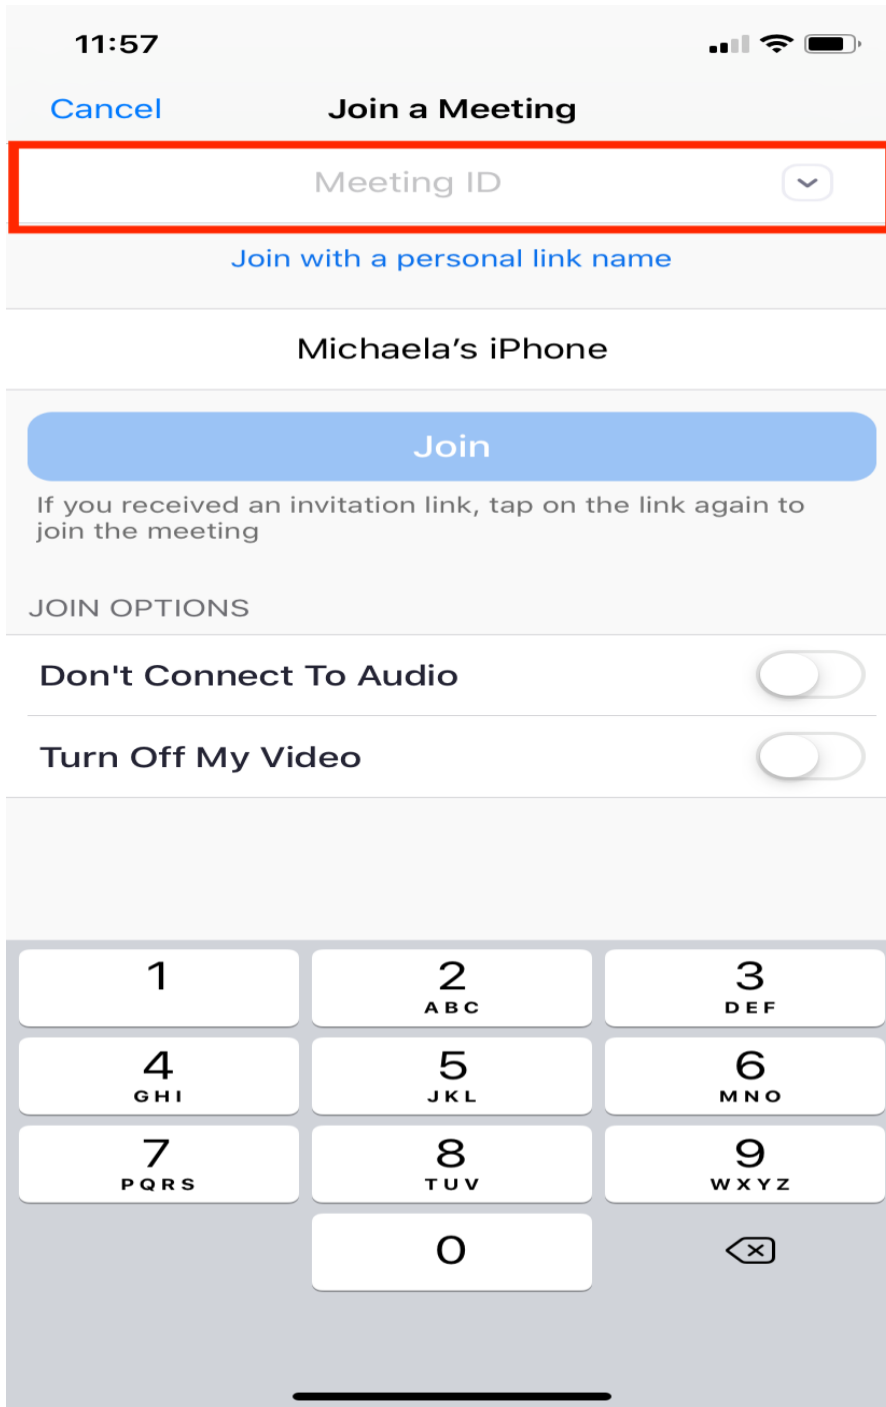 11:57
Cancel
Join a Meeting
Meeting ID
Join with a personal link name
Michaela’s iPhone
Join
If you received an invitation link, tap on the link again to
join the meeting
JOIN OPTIONS
Don't Connect To Audio
Turn Off My Video
1
2
3
ABC
DEF
4
5
6
GHI
JKL
MNO
7
8
9
PQRS
TUV
WXYZ
0